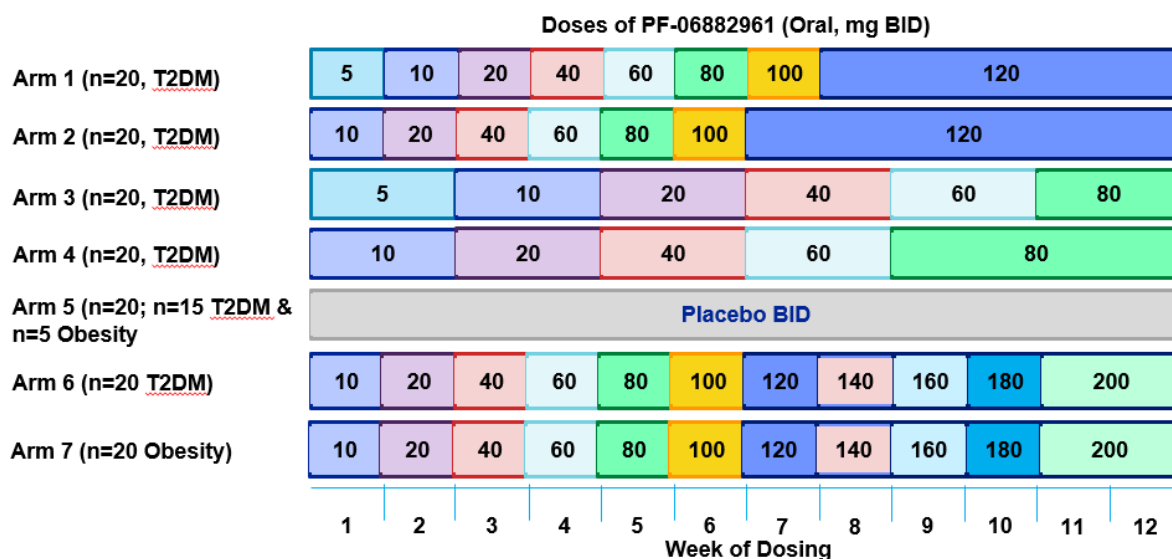 Doses of PF-06882961 (Oral, mg BID)
Arm 1 (n=20, T2DM) 5 10 20 40 60 80 100 120
Arm 2 (n=20, T2DM) 10 20 40 60 80 100 120
Arm 3 (n=20, T2DM) 5 10 20 40 60 80
Arm 4 (n=20, T2DM) 10 20 40 60 80
Arm 5 (n=20; n=15 T2DM &
n=5 Obesity
Placebo BID
Arm 6 (n=20 T2DM) 10 20 40 60 80 100 120 140 160 180 200
Arm 7 (n=20 Obesity) 10 20 40 60 80 100 120 140 160 180 200
1 2 3 4 5 6 7 8 9 10 11 12
Week of Dosing